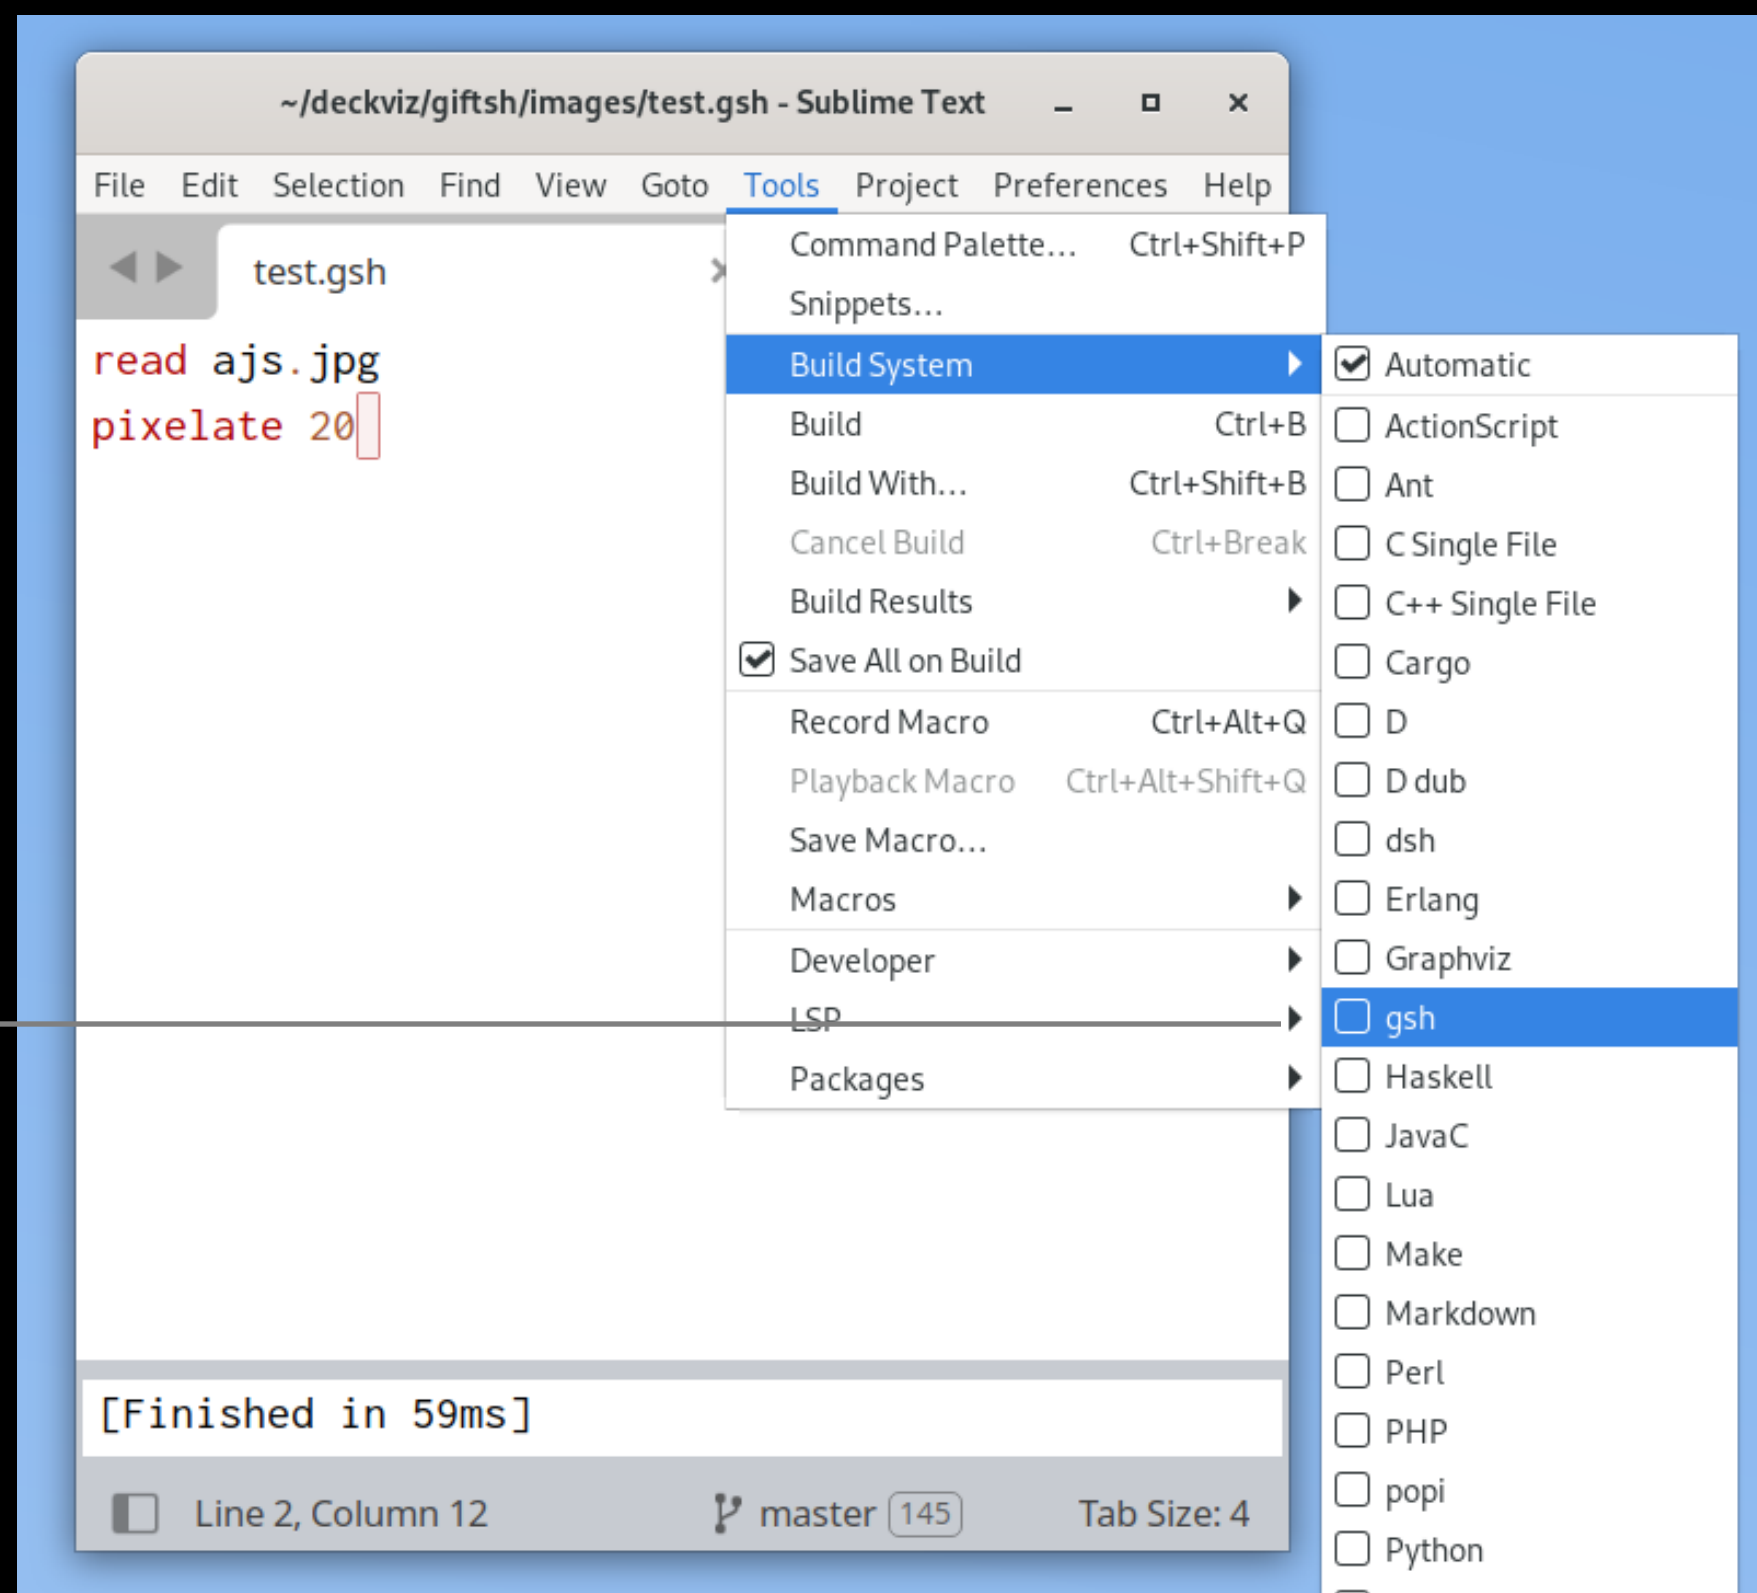 ~/deckviz/giftsh/images/test.gsh - Sublime Text
File Edit Selection Find View Goto Tools Project Preferences Help
test.gsh
read ajs.jpg
pixelate 20
Command Palette... Ctrl+Shift+P
Snippets...
Build System
Build Ctrl+B
Build With... Ctrl+Shift+B
Cancel Build Ctrl+Break
Build Results
Save All on Build
Record Macro Ctrl+Alt+Q
Playback Macro Ctrl+Alt+Shift+Q
Save Macro...
Macros
Developer
LSP
Packages
Automatic
ActionScript
Ant
C Single File
C++ Single File
Cargo
D
D dub
dsh
Erlang
Graphviz
gsh
Haskell
JavaC
Lua
Make
Markdown
Perl
PHP
popi
Python
[Finished in 59ms]
Line 2, Column 12 master 145 Tab Size: 4